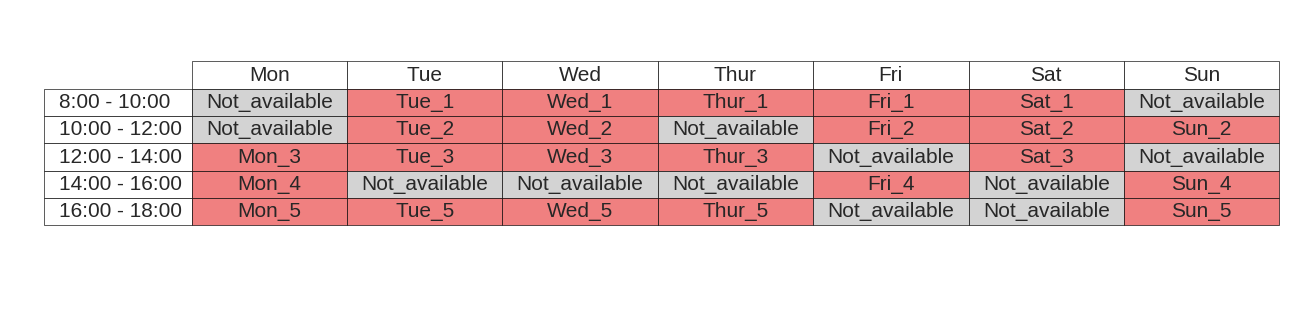 Mon Tue Wed Thur Fri Sat Sun
8:00 - 10:00 Not_available Tue_1 Wed_1 Thur_1 Fri_1 Sat_1 Not_available
10:00 - 12:00 Not_available Tue_2 Wed_2 Not_available Fri_2 Sat_2 Sun_2
12:00 - 14:00 Mon_3 Tue_3 Wed_3 Thur_3 Not_available Sat_3 Not_available
14:00 - 16:00 Mon_4 Not_available Not_available Not_available Fri_4 Not_available Sun_4
16:00 - 18:00 Mon_5 Tue_5 Wed_5 Thur_5 Not_available Not_available Sun_5